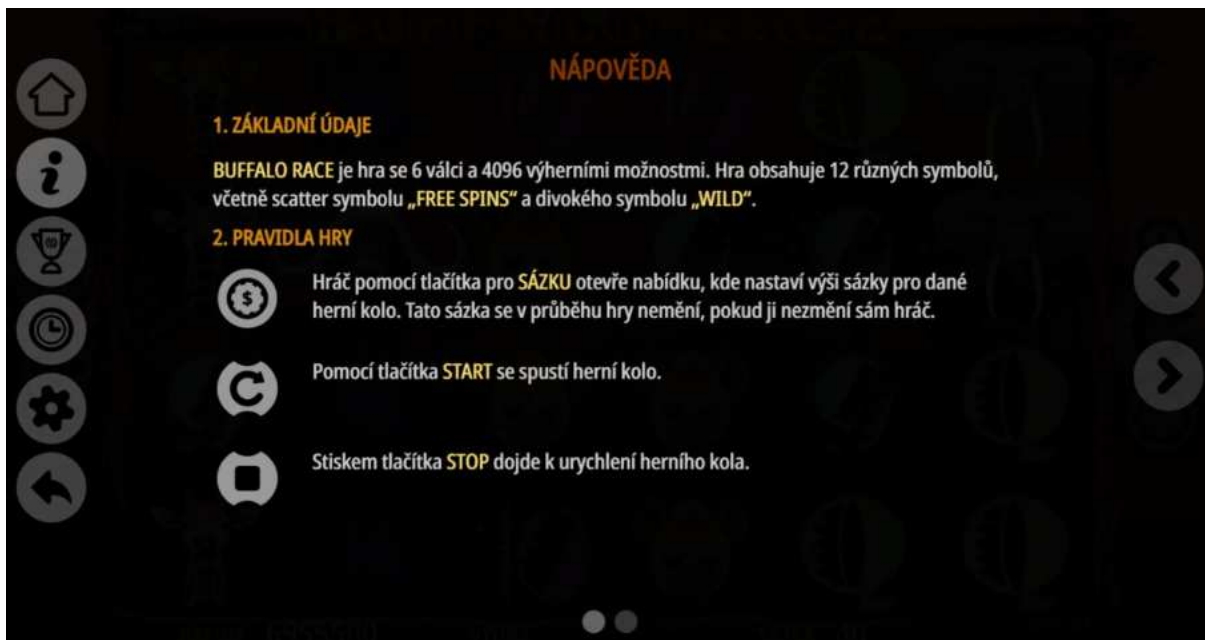 NÁPOVĚDA
1. ZÁKLADNÍ ÚDAJE
BUFFALO RACE je hra se 6 válci a 4096 výherními možnostmi. Hra obsahuje 12 různých symbolů,
včetně scatter symbolu „FREE SPINS“ a divokého symbolu „WILD“.
2. PRAVIDLA HRY
Hráč pomocí tlačítka pro SÁZKU otevře nabídku, kde nastaví výši sázky pro dané
herní kolo. Tato sázka se v průběhu hry nemění, pokud ji nezmění sám hráč.
Pomocí tlačítka START se spustí herní kolo.
Stiskem tlačítka STOP dojde k urychlení herního kola.